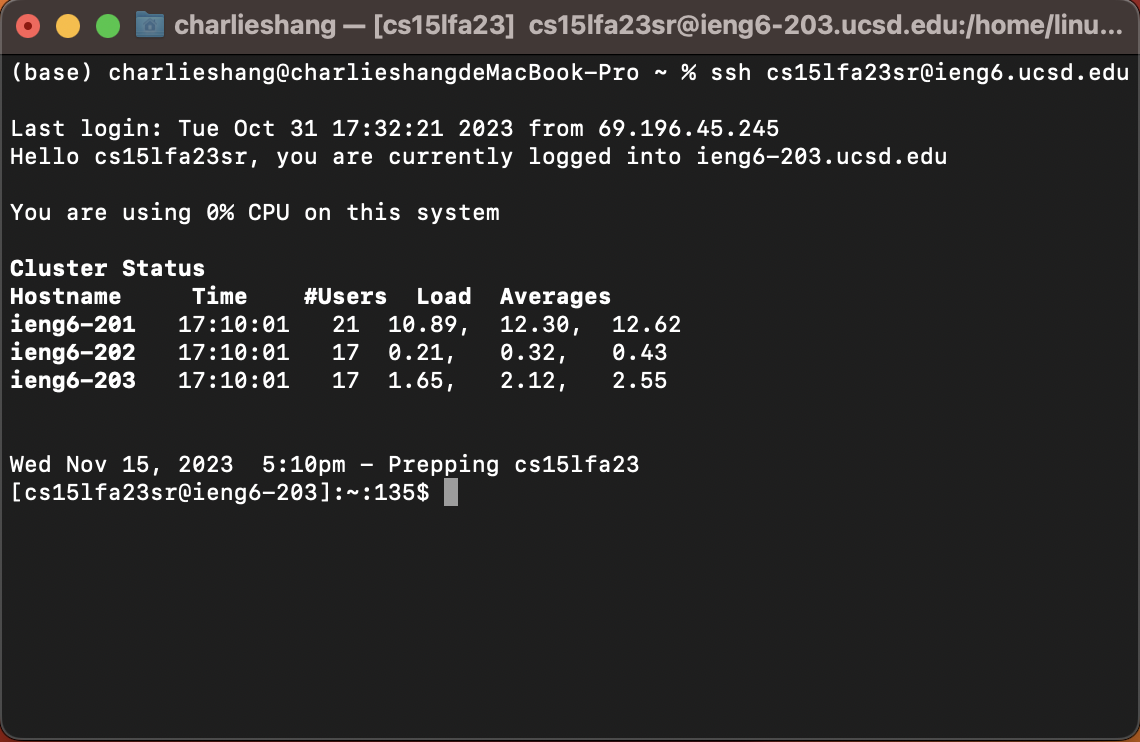 charlieshang — [cs15lfa23] cs15lfa23sr@ieng6-203.ucsd.edu:/home/linu...
(base) charlieshang@charlieshangdeMacBook-Pro ~ % ssh cs15lfa23sr@ieng6.ucsd.edu
Last login: Tue Oct 31 17:32:21 2023 from 69.196.45.245
Hello cs15lfa23sr, you are currently logged into ieng6-203.ucsd.edu
You are using 0% CPU on this system
Cluster Status
Hostname     Time    #Users  Load  Averages
ieng6-201   17:10:01   21  10.89,  12.30,  12.62
ieng6-202   17:10:01   17  0.21,   0.32,   0.43
ieng6-203   17:10:01   17  1.65,   2.12,   2.55
Wed Nov 15, 2023  5:10pm - Prepping cs15lfa23
[cs15lfa23sr@ieng6-203]:~:135$